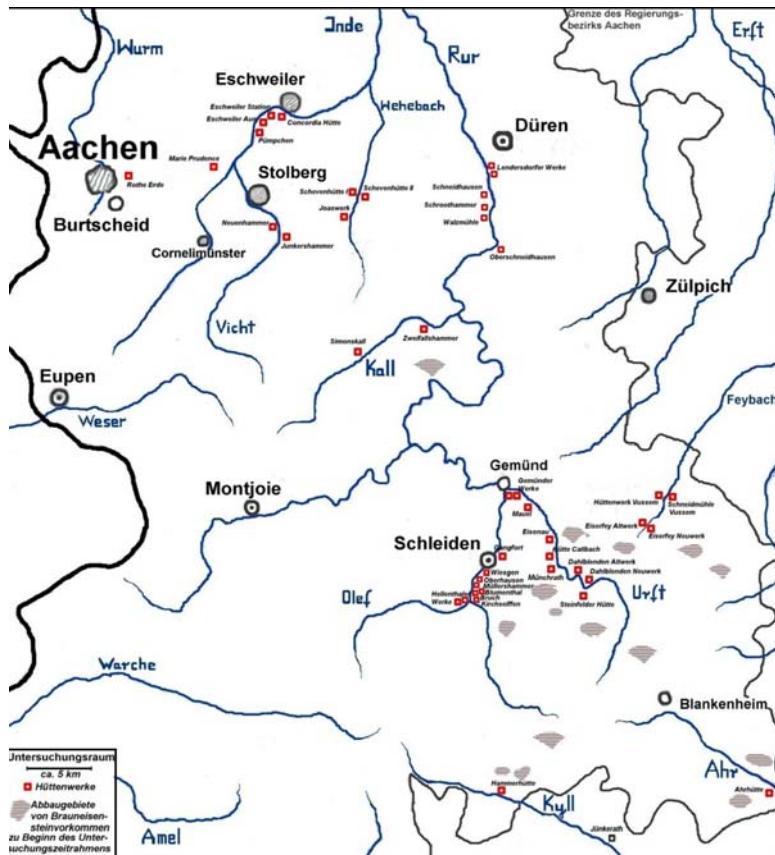 Grenze des Regierungs-
bezirks Aachen
Erft
Inde
Rur
Wurm
Eschweiler
Eschweiler Station
Eschweiler Aue
Concordia Hütte
Pümpchen
Wehebach
Düren
Aachen
Rothe Erde
Marie Prudence
Stolberg
Lendersdorfer Werke
Schevenhütte I
Schevenhütte II
Schneidhausen
Schroothammer
Walzmühle
Joaswerk
Burtscheid
Neuenhammer
Junkershammer
Cornelimünster
Oberschneidhausen
Zülpich
Vicht
Simonskall
Zweifallshammer
Kall
Eupen
Weser
Feybach
Gemünd
Gemünder
Werke
Mauel
Montjoie
Hüttenwerk Vussem
Schneidmühle
Vussem
Eiserfey Altwerk
Eiserfey Neuwerk
Eisenau
Schleiden
Gangfort
Hütte Callbach
Wiesgen
Oberhausen
Müllershammer
Blumenthal
Bruch
Kirchseiffen
Hellenthaler
Werke
Münchrath
Dahlblenden Altwerk
Dahlblenden Neuwerk
Steinfelder Hütte
Olef
Urft
Warche
Blankenheim
Untersuchungsraum
ca. 5 km
Hüttenwerke
Abbaugebiete
von Brauneisen-
steinvorkommen
zu Beginn des Unter-
suchungszeitrahmens
Amel
Hammerhütte
Kyll
Ahr
Ahrhütte
Jünkerath